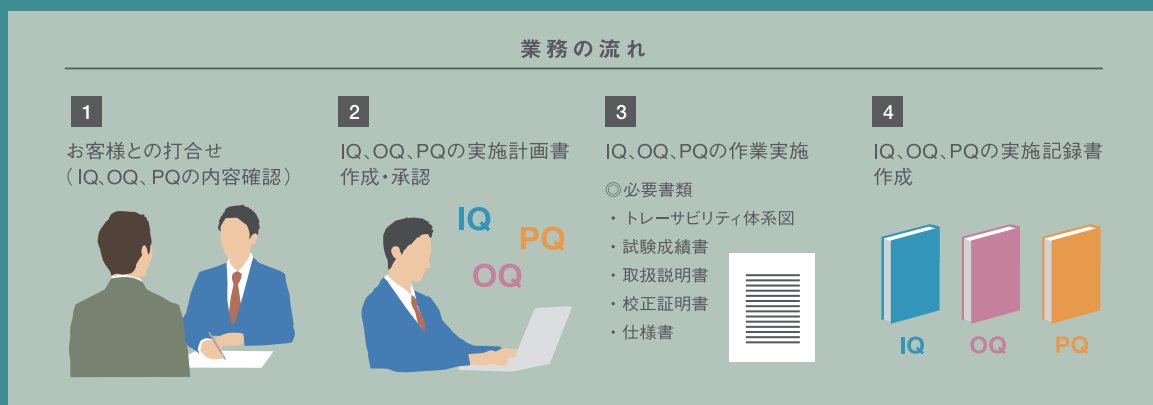 業務の流れ
1
お客様との打合せ
(IQ、OQ、PQの内容確認)
2
IQ、OQ、PQの実施計画書
作成・承認
IQ
PQ
OQ
3
IQ、OQ、PQの作業実施
◎必要書類
・トレーサビリティ体系図
・試験成績書
・取扱説明書
・校正証明書
・仕様書
4
IQ、OQ、PQの実施記録書
作成
IQ
OQ
PQ